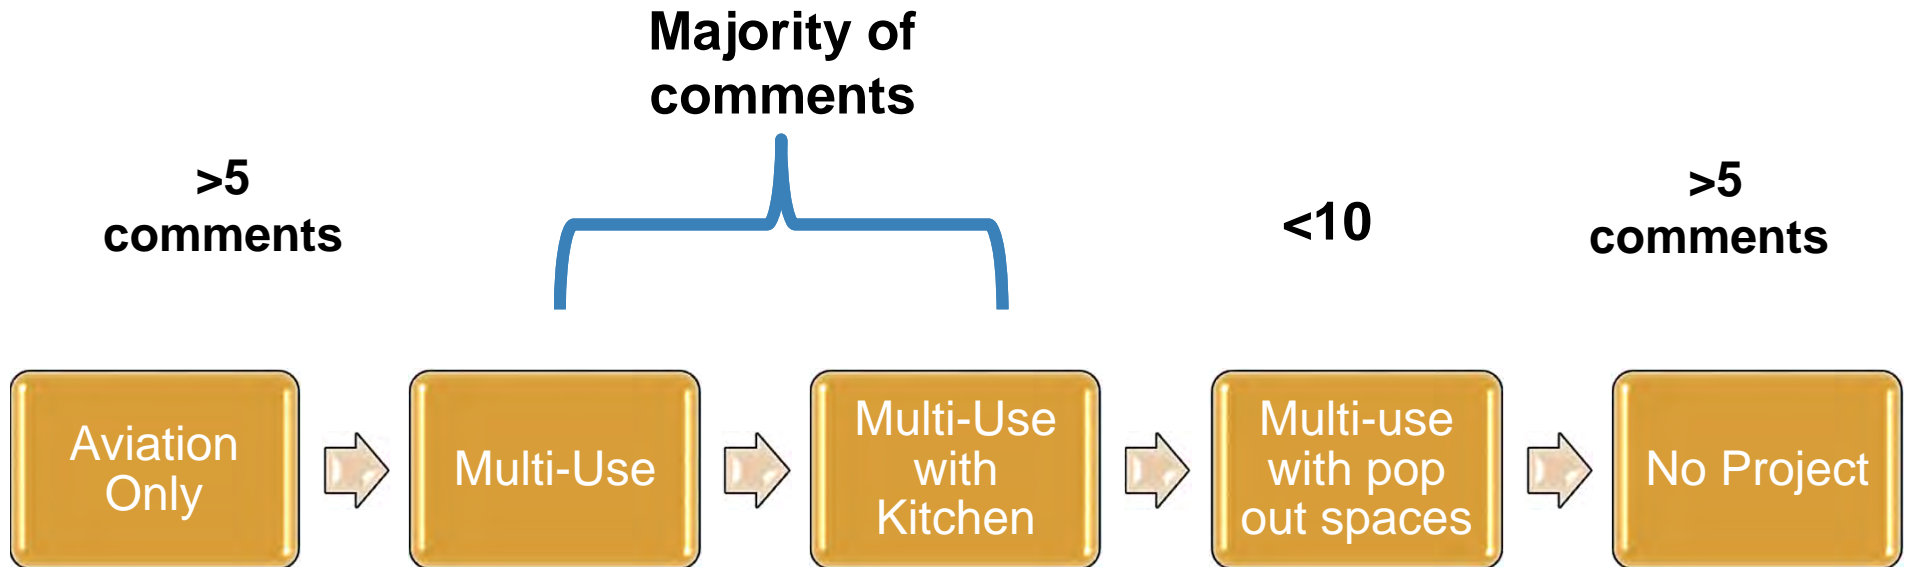 Majority of
comments
>5
comments
<10
>5
comments
Aviation
Only
Multi-Use
Multi-Use
with
Kitchen
Multi-use
with pop
out spaces
No Project